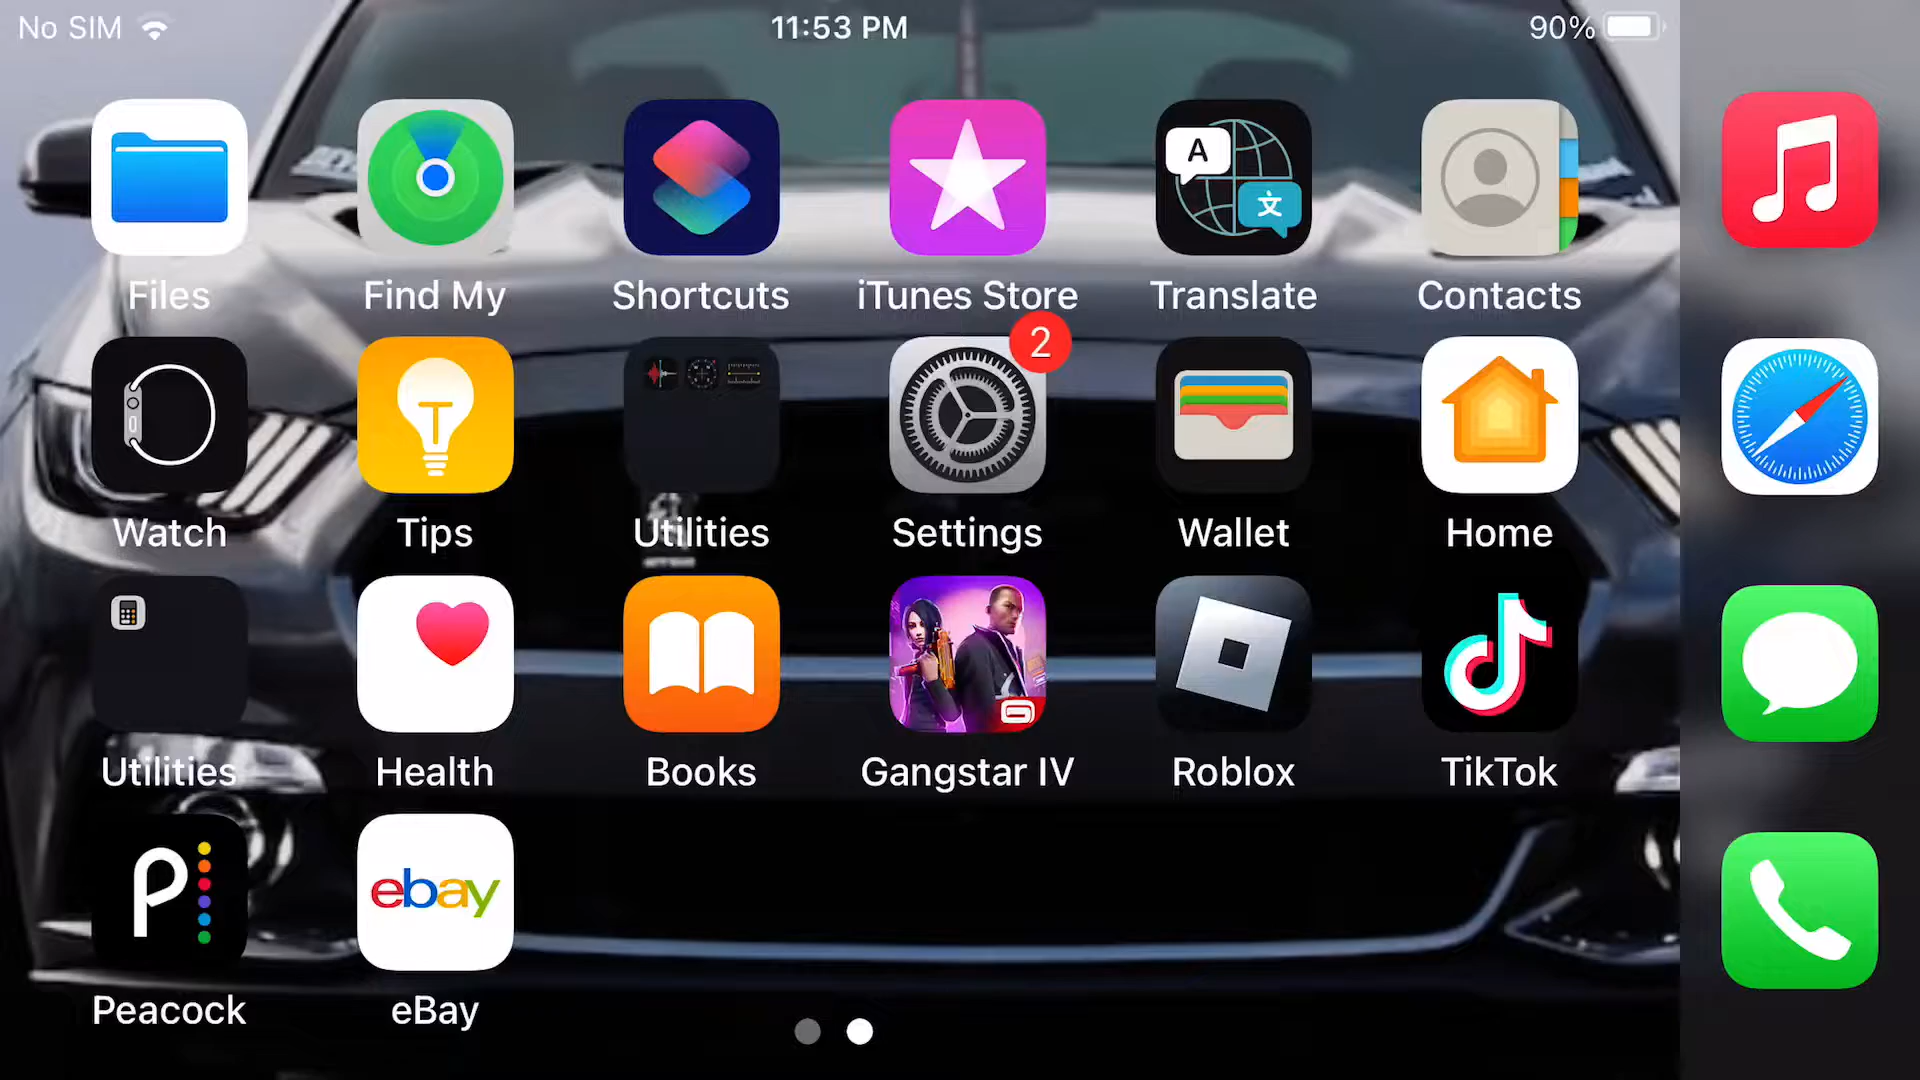 No SIM 11:53 PM 90%
A 文
Files Find My Shortcuts iTunes Store Translate Contacts
2
Watch Tips Utilities Settings Wallet Home
Utilities Health Books Gangstar IV Roblox TikTok
P
ebay
Peacock eBay